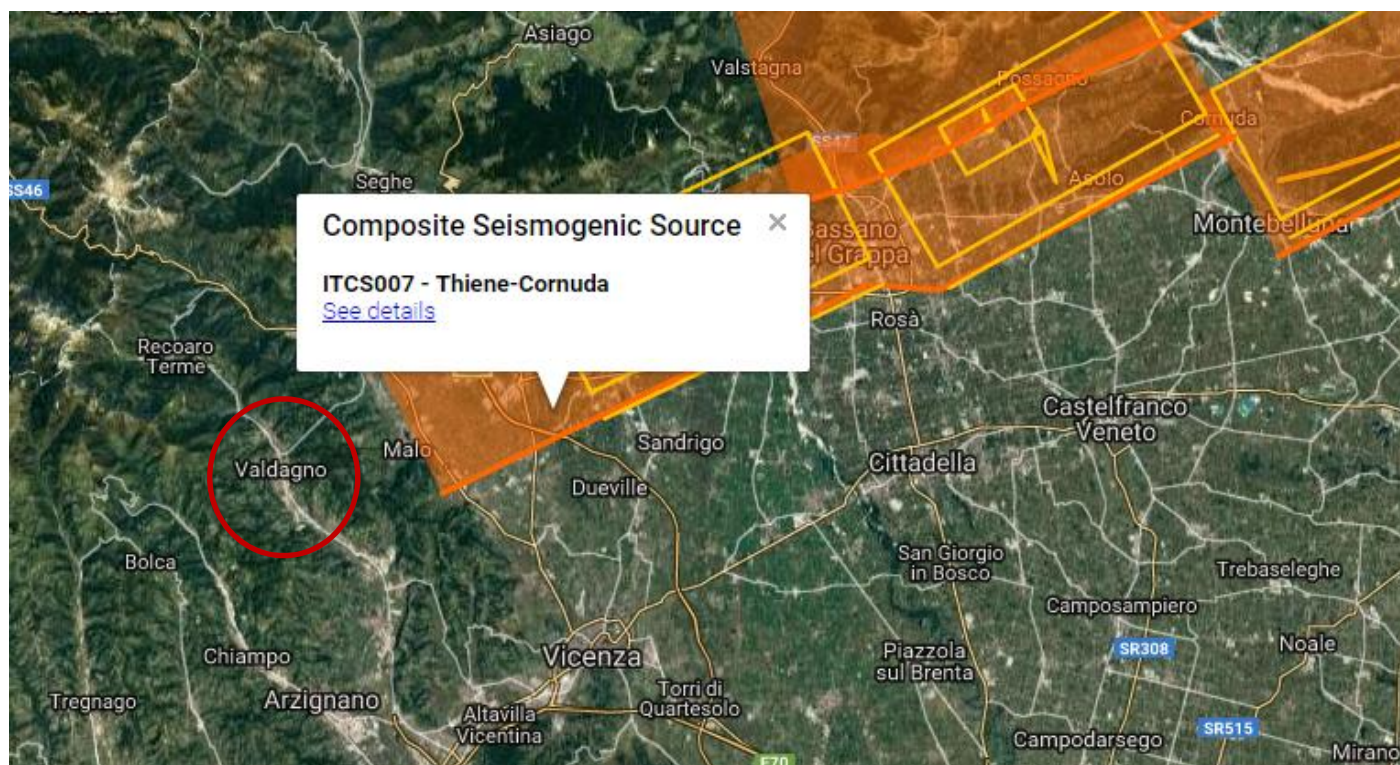 Asiago
Valstagna
Possagno
Cornuda
SS47
SS46
Seghe
Asolo
Montebelluna
Composite Seismogenic Source ×
Bassano
el Grappa
ITCS007 - Thiene-Cornuda
See details
Rosà
Recoaro
Terme
Castelfranco
Veneto
Malo
Sandrigo
Valdagno
Cittadella
Dueville
San Giorgio
in Bosco
Bolca
Trebaseleghe
Camposampiero
Chiampo
Vicenza
Piazzola
sul Brenta
SR308
Noale
Tregnago
Arzignano
Torri di
Quartesolo
Altavilla
Vicentina
SR515
Campodarsego
Mirano
E70